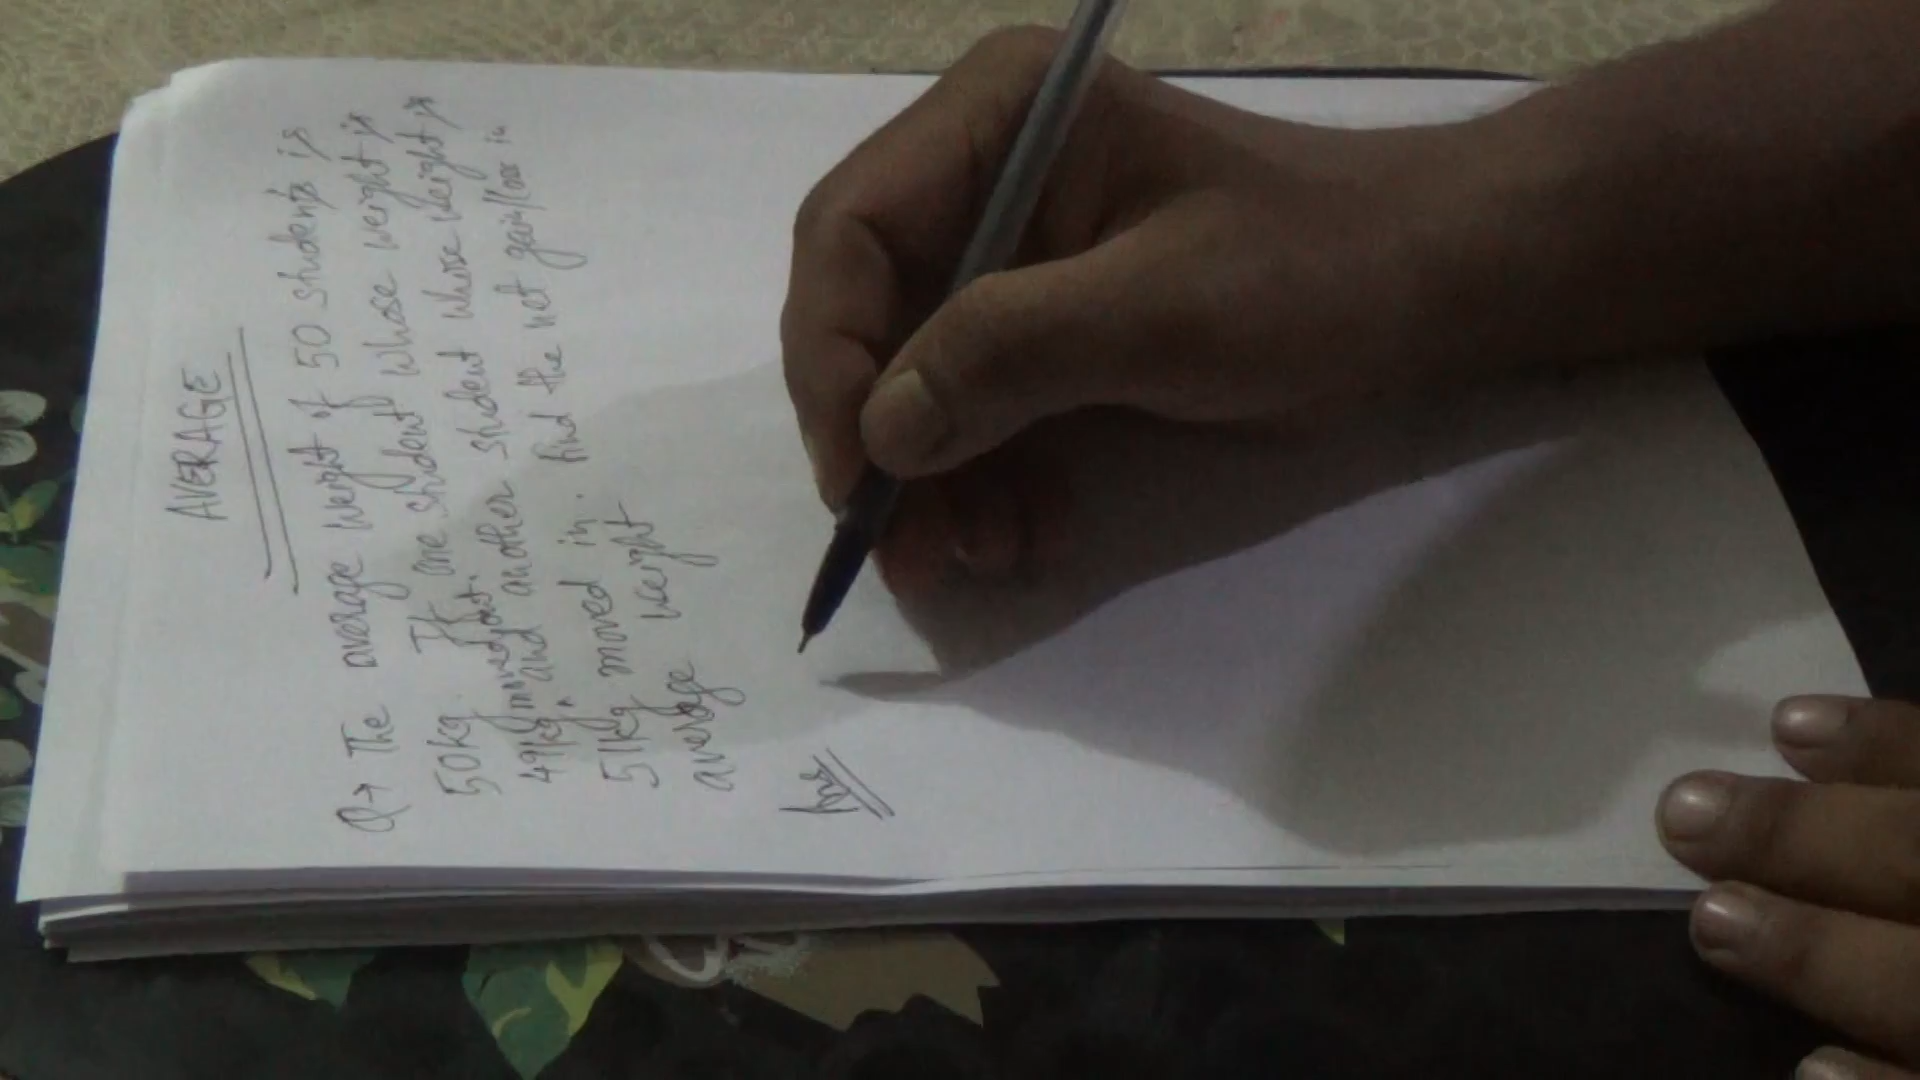 AVERAGE
Q → The average weight of 50 students is
50kg. If one student whose weight is
49kg moved out. and another student whose weight is
51kg moved in. find the net gain/loss in
average weight
Ans